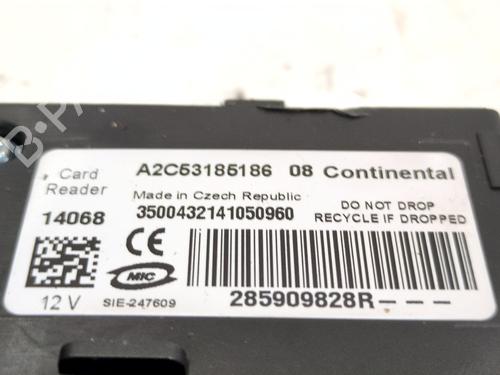 Card Reader
A2C53185186 08 Continental
Made in Czech Republic
14068
3500432141050960
DO NOT DROP
RECYCLE IF DROPPED
CE
MIC
12 V
SIE-247609
285909828R---
B-PA